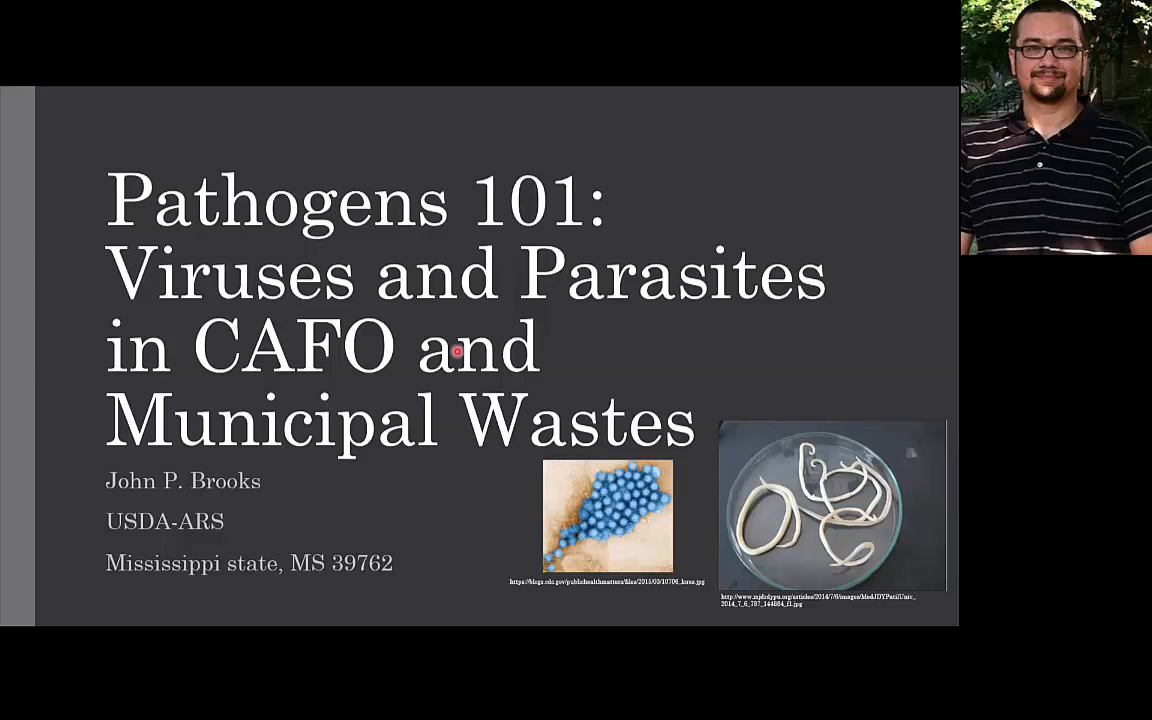 Pathogens 101:
Viruses and Parasites
in CAFO and
Municipal Wastes
John P. Brooks
USDA-ARS
Mississippi state, MS 39762